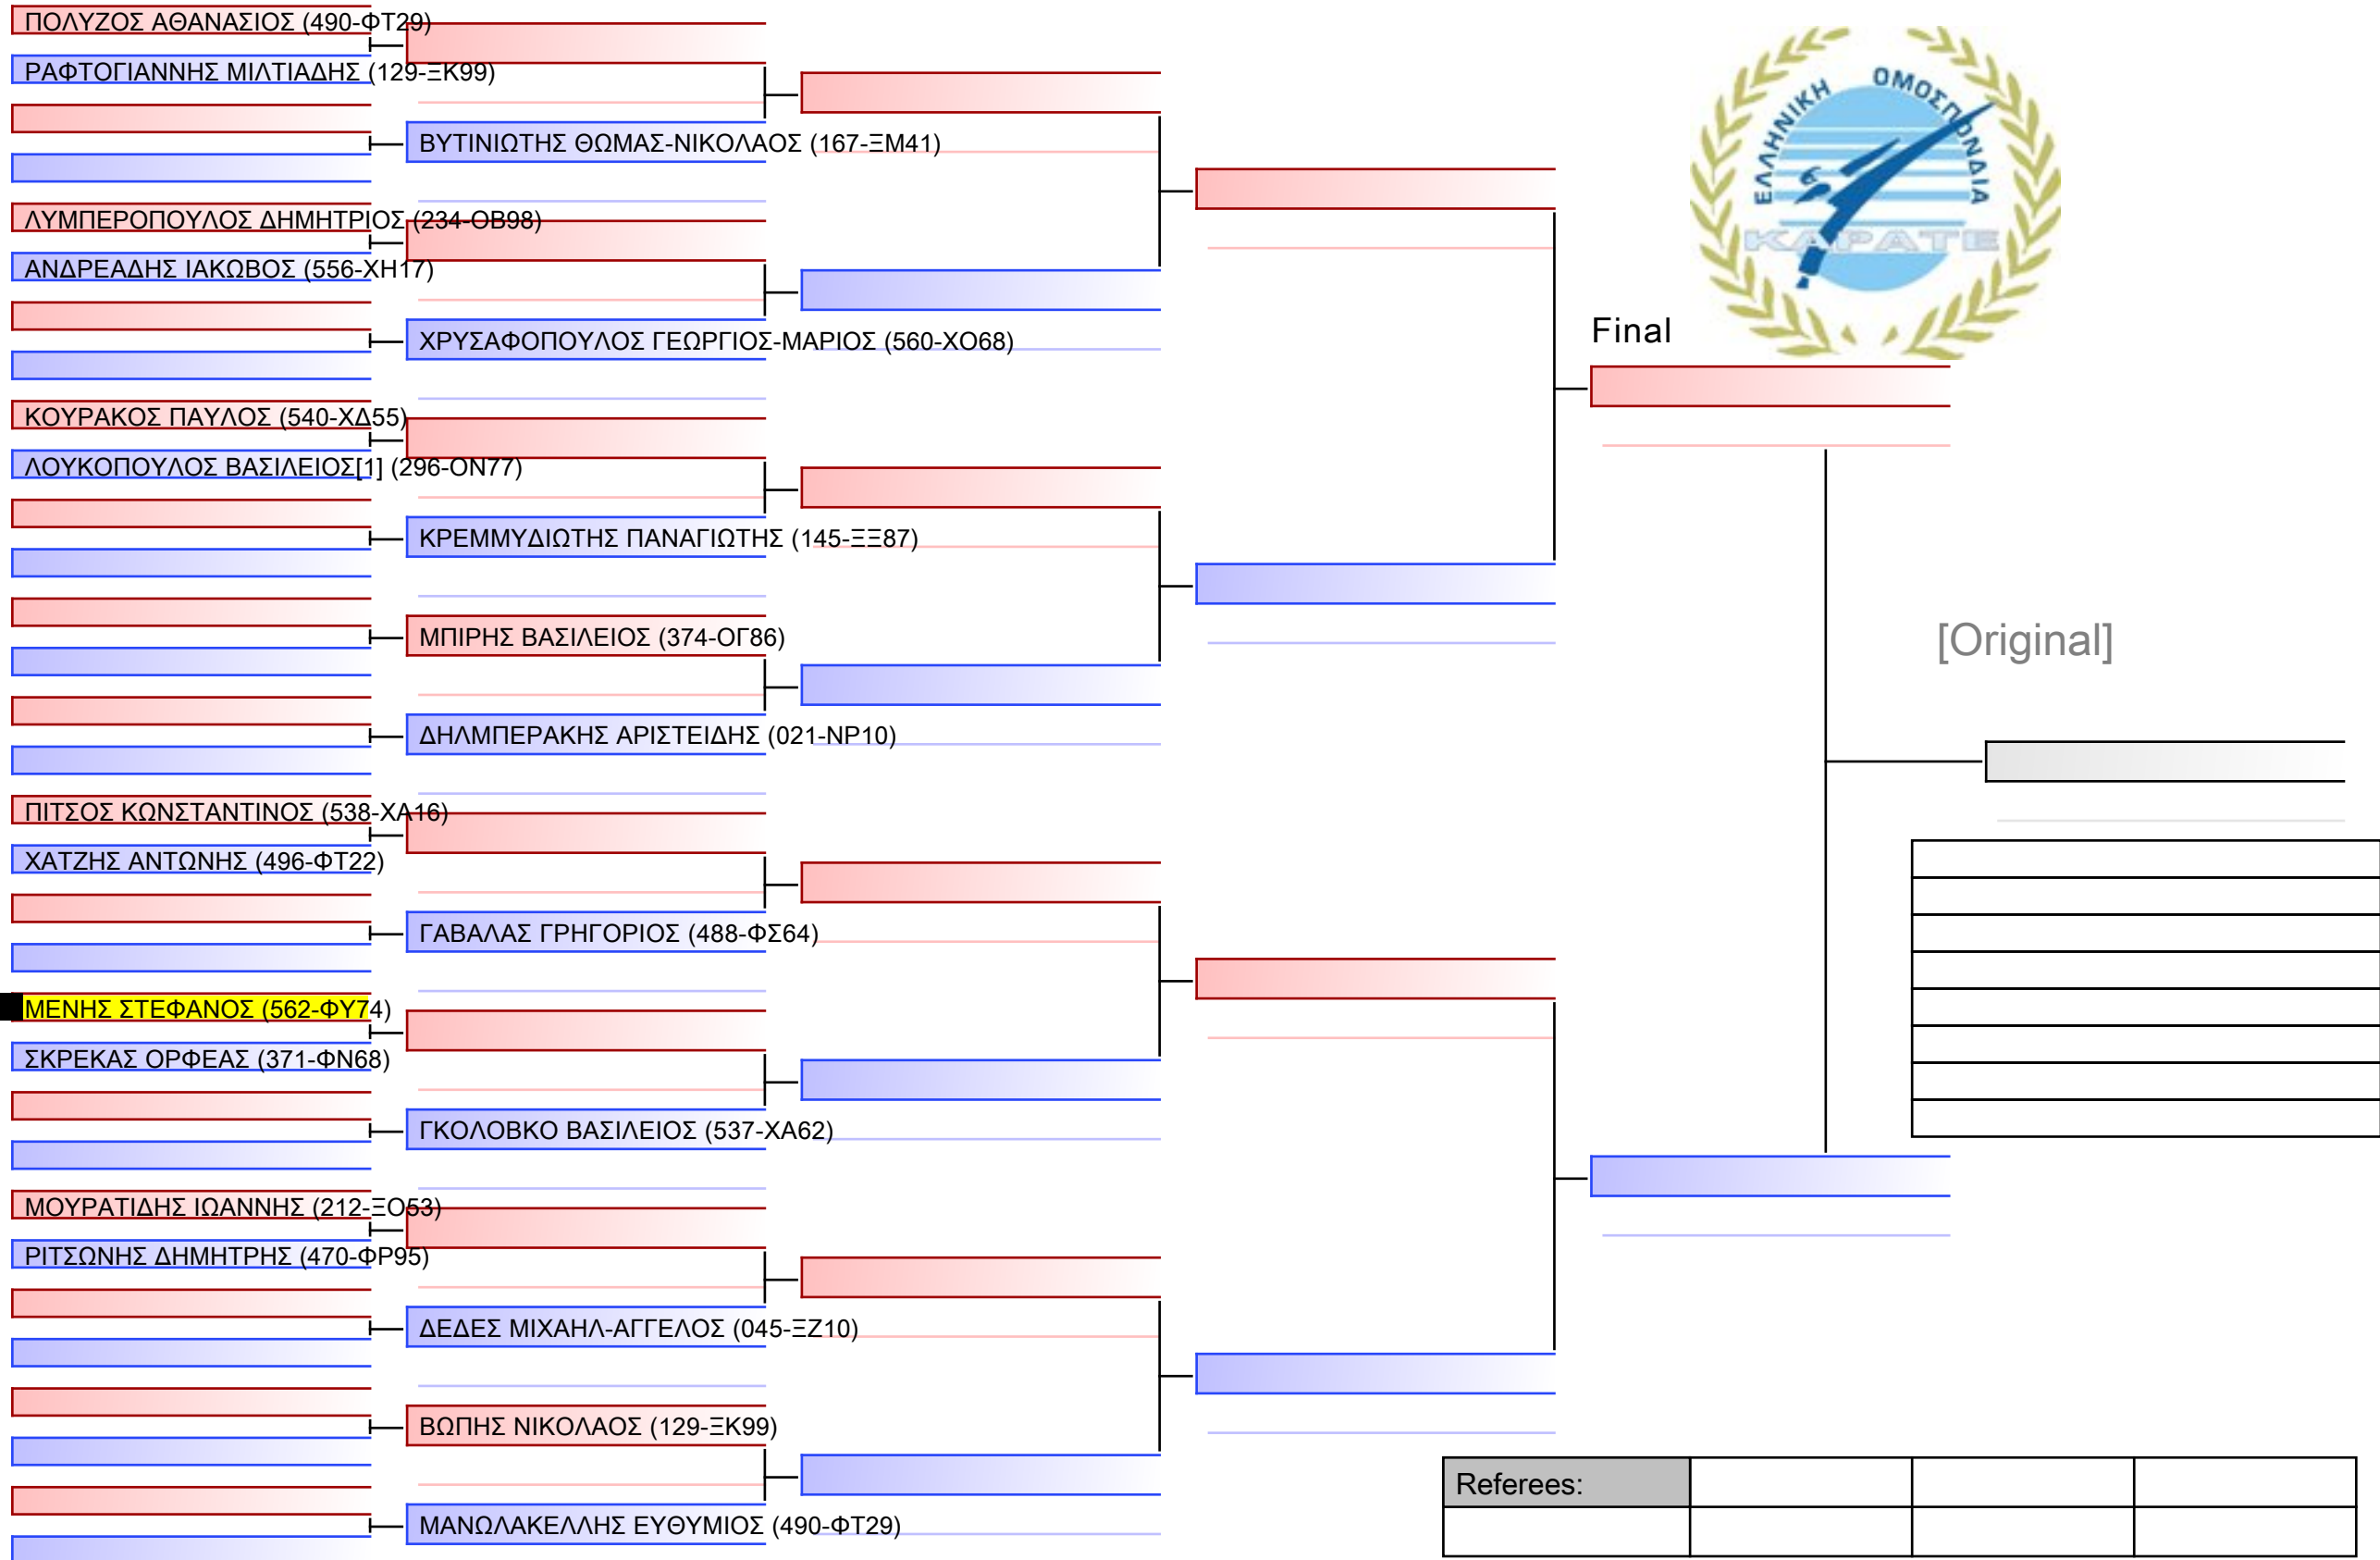 ΠΟΛΥΖΟΣ ΑΘΑΝΑΣΙΟΣ (490-ΦΤ29)
ΡΑΦΤΟΓΙΑΝΝΗΣ ΜΙΛΤΙΑΔΗΣ (129-ΞΚ99)
ΒΥΤΙΝΙΩΤΗΣ ΘΩΜΑΣ-ΝΙΚΟΛΑΟΣ (167-ΞΜ41)
ΛΥΜΠΕΡΟΠΟΥΛΟΣ ΔΗΜΗΤΡΙΟΣ (234-ΟΒ98)
ΑΝΔΡΕΑΔΗΣ ΙΑΚΩΒΟΣ (556-ΧΗ17)
ΧΡΥΣΑΦΟΠΟΥΛΟΣ ΓΕΩΡΓΙΟΣ-ΜΑΡΙΟΣ (560-ΧΟ68)
ΚΟΥΡΑΚΟΣ ΠΑΥΛΟΣ (540-ΧΔ55)
ΛΟΥΚΟΠΟΥΛΟΣ ΒΑΣΙΛΕΙΟΣ[1] (296-ΟΝ77)
ΚΡΕΜΜΥΔΙΩΤΗΣ ΠΑΝΑΓΙΩΤΗΣ (145-ΞΞ87)
ΜΠΙΡΗΣ ΒΑΣΙΛΕΙΟΣ (374-ΟΓ86)
ΔΗΛΜΠΕΡΑΚΗΣ ΑΡΙΣΤΕΙΔΗΣ (021-ΝΡ10)
ΠΙΤΣΟΣ ΚΩΝΣΤΑΝΤΙΝΟΣ (538-ΧΑ16)
ΧΑΤΖΗΣ ΑΝΤΩΝΗΣ (496-ΦΤ22)
ΓΑΒΑΛΑΣ ΓΡΗΓΟΡΙΟΣ (488-ΦΣ64)
ΜΕΝΗΣ ΣΤΕΦΑΝΟΣ (562-ΦΥ74)
ΣΚΡΕΚΑΣ ΟΡΦΕΑΣ (371-ΦΝ68)
ΓΚΟΛΟΒΚΟ ΒΑΣΙΛΕΙΟΣ (537-ΧΑ62)
ΜΟΥΡΑΤΙΔΗΣ ΙΩΑΝΝΗΣ (212-ΞΟ53)
ΡΙΤΣΩΝΗΣ ΔΗΜΗΤΡΗΣ (470-ΦΡ95)
ΔΕΔΕΣ ΜΙΧΑΗΛ-ΑΓΓΕΛΟΣ (045-ΞΖ10)
ΒΩΠΗΣ ΝΙΚΟΛΑΟΣ (129-ΞΚ99)
ΜΑΝΩΛΑΚΕΛΛΗΣ ΕΥΘΥΜΙΟΣ (490-ΦΤ29)
ΕΛΛΗΝΙΚΗ ΟΜΟΣΠΟΝΔΙΑ
ΚΑΡΑΤΕ
Final
[Original]
Referees: